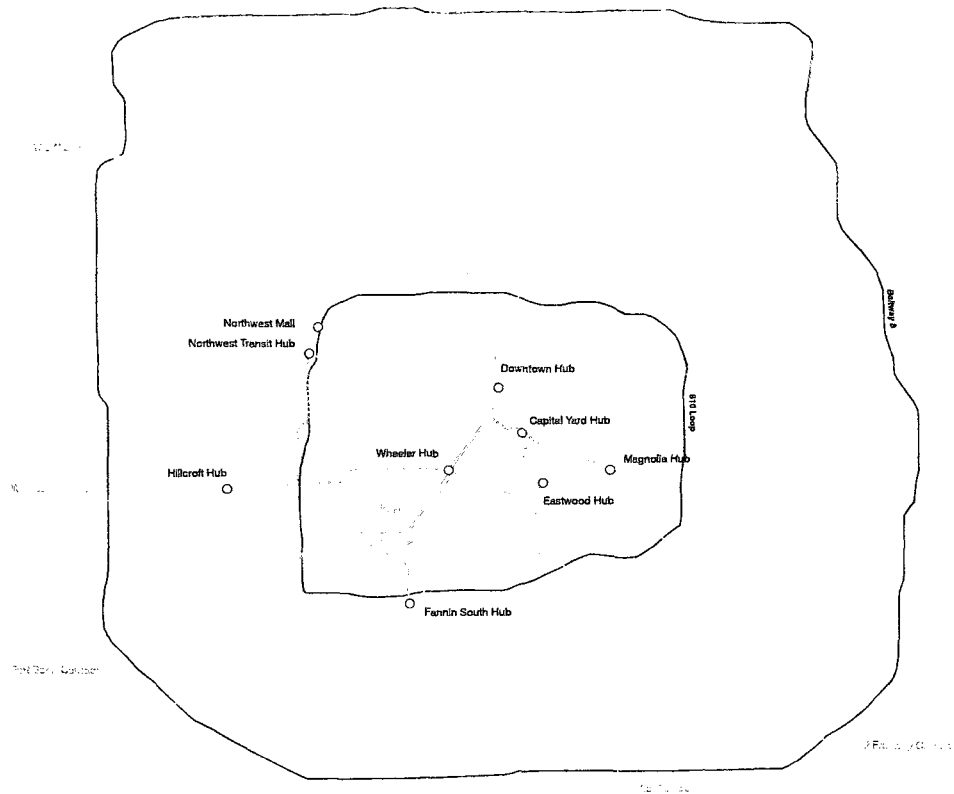 Beltway 8
Northwest Mall
Northwest Transit Hub
Downtown Hub
610 Loop
Capital Yard Hub
Wheeler Hub
Magnolia Hub
Hillcroft Hub
Eastwood Hub
Fannin South Hub